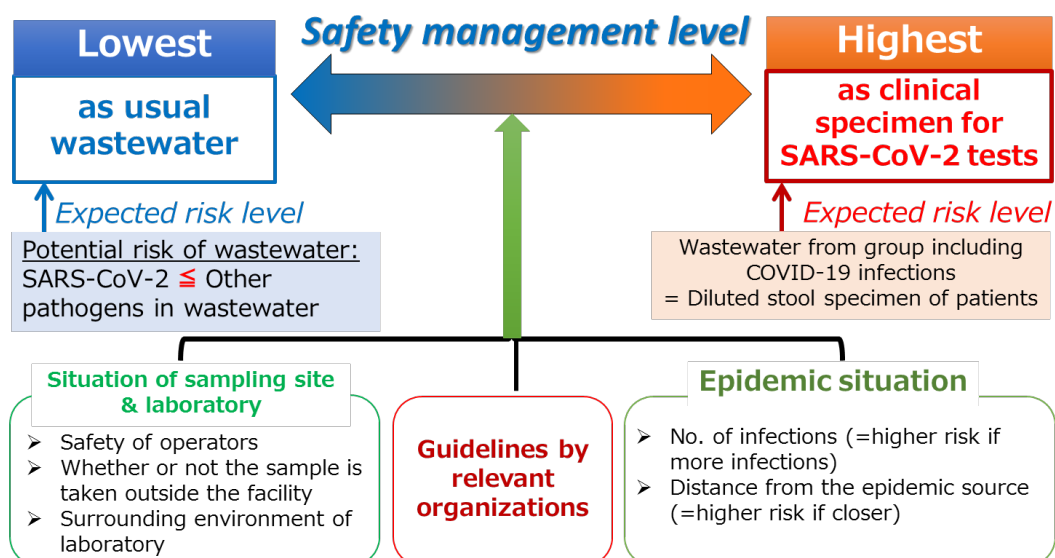 Lowest
Safety management level
Highest
as usual
wastewater
as clinical
specimen for
SARS-CoV-2 tests
Expected risk level
Expected risk level
Potential risk of wastewater:
SARS-CoV-2 ≦ Other
pathogens in wastewater
Wastewater from group including
COVID-19 infections
= Diluted stool specimen of patients
Situation of sampling site
& laboratory
➢ Safety of operators
➢ Whether or not the sample is
taken outside the facility
➢ Surrounding environment of
laboratory
Guidelines by
relevant
organizations
Epidemic situation
➢ No. of infections (=higher risk if
more infections)
➢ Distance from the epidemic source
(=higher risk if closer)